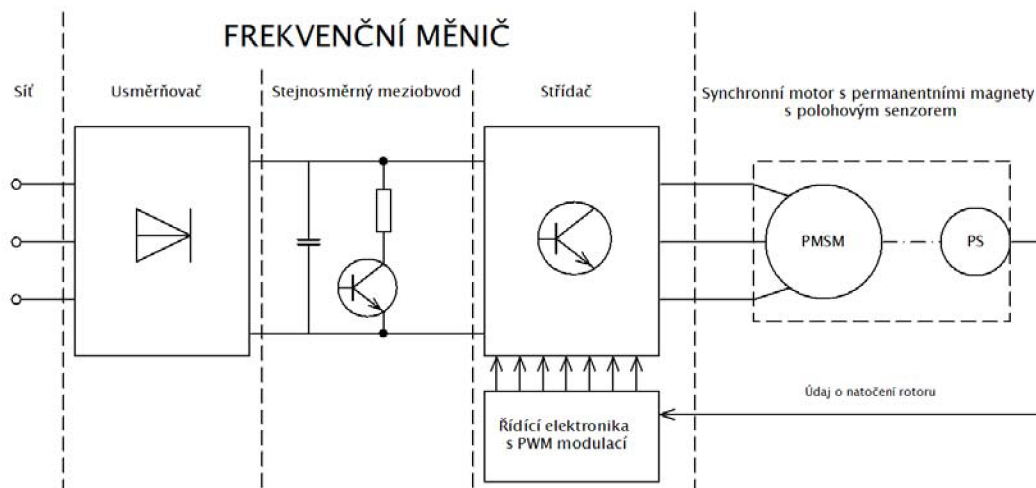 FREKVENČNÍ MĚNIČ
Síť
Usměrňovač
Stejnosměrný meziobvod
Střídač
Synchronní motor s permanentními magnety
s polohovým senzorem
PMSM
PS
Údaj o natočení rotoru
Řídící elektronika
s PWM modulací